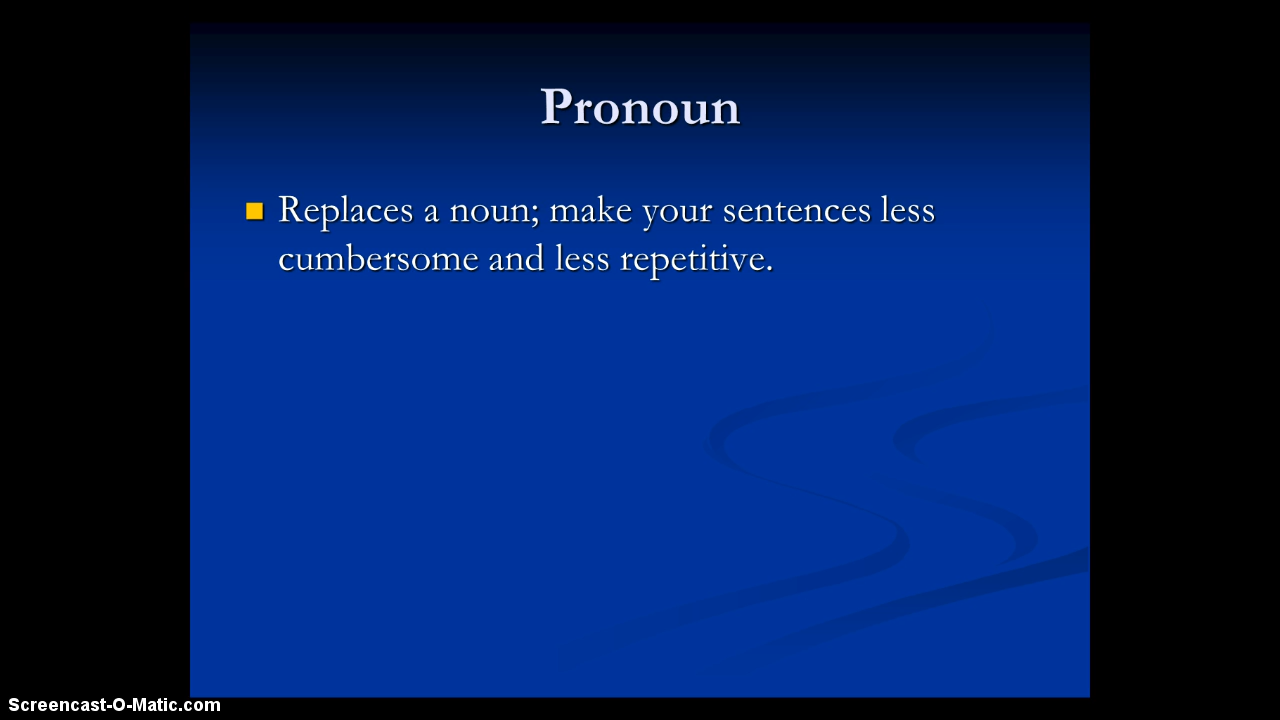 Pronoun
Replaces a noun; make your sentences less
cumbersome and less repetitive.
Screencast-O-Matic.com